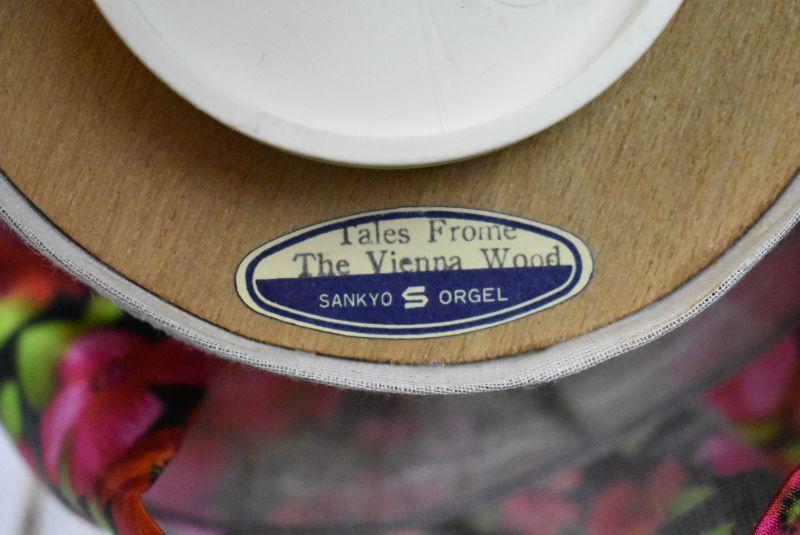 Tales Frome
The Vienna Wood
SANKYO S ORGEL